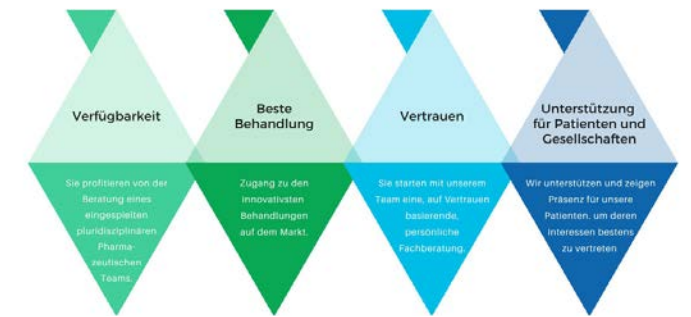 Verfügbarkeit
Sie profitieren von der
Beratung eines
eingespielten
pluridisziplinären
Pharma-
zeutischen
Teams.
Beste
Behandlung
Zugang zu den
innovativsten
Behandlungen
auf dem Markt.
Vertrauen
Sie starten mit unserem
Team eine, auf Vertrauen
basierende,
persönliche
Fachberatung.
Unterstützung
für Patienten und
Gesellschaften
Wir unterstützen und zeigen
Präsenz für unsere
Patienten, um deren
Interessen bestens
zu vertreten